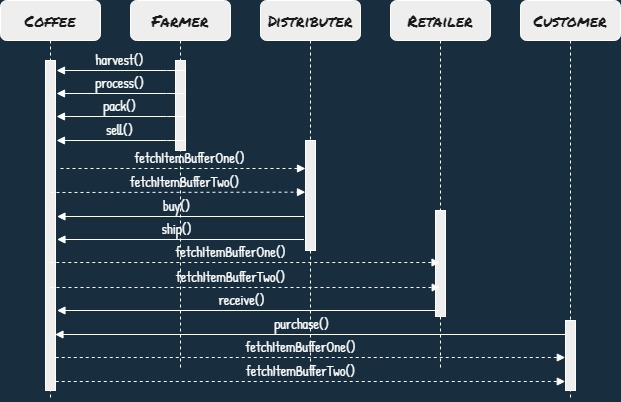 Coffee Farmer Distributer Retailer Customer
harvest()
process()
pack()
sell()
fetchItemBufferOne()
fetchItemBufferTwo()
buy()
ship()
fetchItemBufferOne()
fetchItemBufferTwo()
receive()
purchase()
fetchItemBufferOne()
fetchItemBufferTwo()